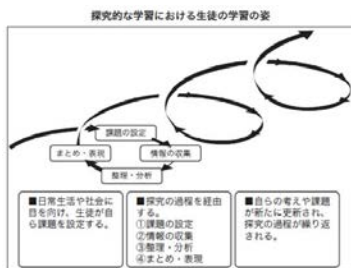 探究的な学習における生徒の学習の姿
課題の設定
まとめ・表現
情報の収集
整理・分析
■日常生活や社会に
目を向け、生徒が自
ら課題を設定する。
■探究の過程を経由
する。
①課題の設定
②情報の収集
③整理・分析
④まとめ・表現
■自らの考えや課題
が新たに更新され、
探究の過程が繰り返
される。